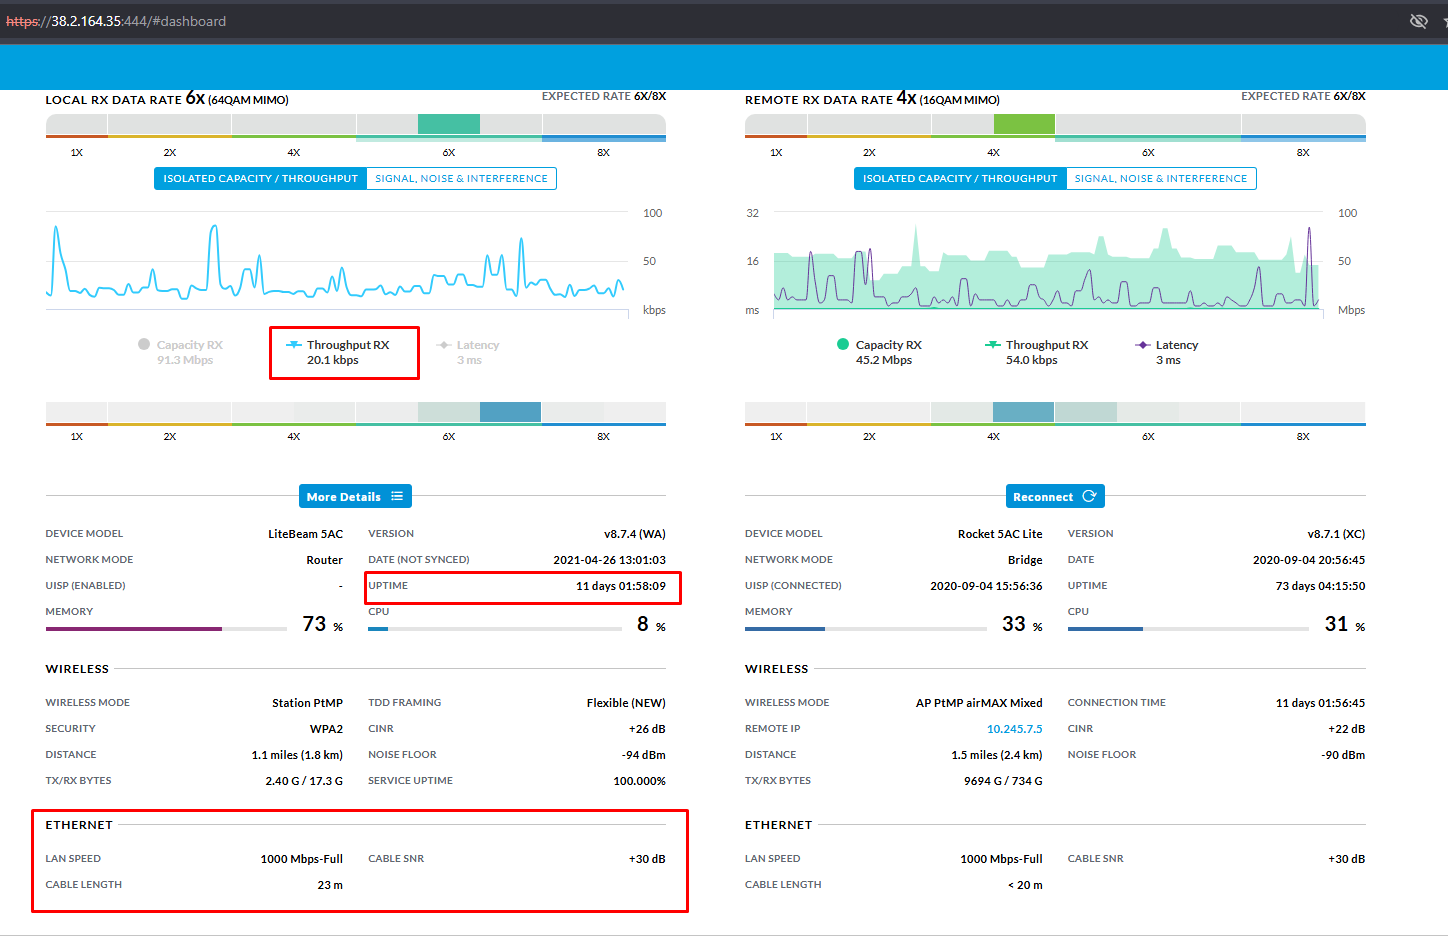 https://38.2.164.35:444/#dashboard
LOCAL RX DATA RATE 6x (64QAM MIMO) EXPECTED RATE 6X/8X
1X 2X 4X 6X 8X
ISOLATED CAPACITY / THROUGHPUT SIGNAL, NOISE & INTERFERENCE
100
50
kbps
Capacity RX Throughput RX Latency
91.3 Mbps 20.1 kbps 3 ms
1X 2X 4X 6X 8X
More Details
DEVICE MODEL LiteBeam 5AC VERSION v8.7.4 (WA)
NETWORK MODE Router DATE (NOT SYNCED) 2021-04-26 13:01:03
UISP (ENABLED) - UPTIME 11 days 01:58:09
MEMORY 73 % CPU 8 %
WIRELESS
WIRELESS MODE Station PtMP TDD FRAMING Flexible (NEW)
SECURITY WPA2 CINR +26 dB
DISTANCE 1.1 miles (1.8 km) NOISE FLOOR -94 dBm
TX/RX BYTES 2.40 G / 17.3 G SERVICE UPTIME 100.000%
ETHERNET
LAN SPEED 1000 Mbps-Full CABLE SNR +30 dB
CABLE LENGTH 23 m
REMOTE RX DATA RATE 4x (16QAM MIMO) EXPECTED RATE 6X/8X
1X 2X 4X 6X 8X
ISOLATED CAPACITY / THROUGHPUT SIGNAL, NOISE & INTERFERENCE
32 100
16 50
ms Mbps
Capacity RX Throughput RX Latency
45.2 Mbps 54.0 kbps 3 ms
1X 2X 4X 6X 8X
Reconnect
DEVICE MODEL Rocket 5AC Lite VERSION v8.7.1 (XC)
NETWORK MODE Bridge DATE 2020-09-04 20:56:45
UISP (CONNECTED) 2020-09-04 15:56:36 UPTIME 73 days 04:15:50
MEMORY 33 % CPU 31 %
WIRELESS
WIRELESS MODE AP PtMP airMAX Mixed CONNECTION TIME 11 days 01:56:45
REMOTE IP 10.245.7.5 CINR +22 dB
DISTANCE 1.5 miles (2.4 km) NOISE FLOOR -90 dBm
TX/RX BYTES 9694 G / 734 G
ETHERNET
LAN SPEED 1000 Mbps-Full CABLE SNR +30 dB
CABLE LENGTH < 20 m